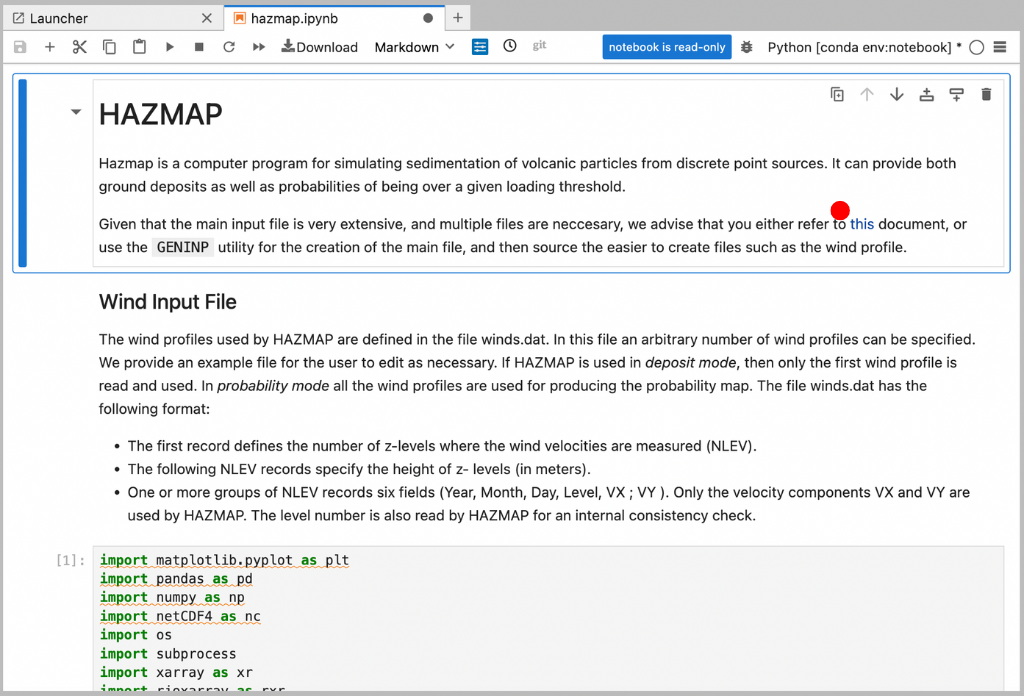 Launcher
hazmap.ipynb
Download
Markdown
git
notebook is read-only
Python [conda env:notebook] *
HAZMAP
Hazmap is a computer program for simulating sedimentation of volcanic particles from discrete point sources. It can provide both
ground deposits as well as probabilities of being over a given loading threshold.
Given that the main input file is very extensive, and multiple files are neccesary, we advise that you either refer to this document, or
use the GENINP utility for the creation of the main file, and then source the easier to create files such as the wind profile.
Wind Input File
The wind profiles used by HAZMAP are defined in the file winds.dat. In this file an arbitrary number of wind profiles can be specified.
We provide an example file for the user to edit as necessary. If HAZMAP is used in deposit mode, then only the first wind profile is
read and used. In probability mode all the wind profiles are used for producing the probability map. The file winds.dat has the
following format:
• The first record defines the number of z-levels where the wind velocities are measured (NLEV).
• The following NLEV records specify the height of z- levels (in meters).
• One or more groups of NLEV records six fields (Year, Month, Day, Level, VX ; VY ). Only the velocity components VX and VY are
used by HAZMAP. The level number is also read by HAZMAP for an internal consistency check.
[1]:
import matplotlib.pyplot as plt
import pandas as pd
import numpy as np
import netCDF4 as nc
import os
import subprocess
import xarray as xr
import rioxarray as rxr